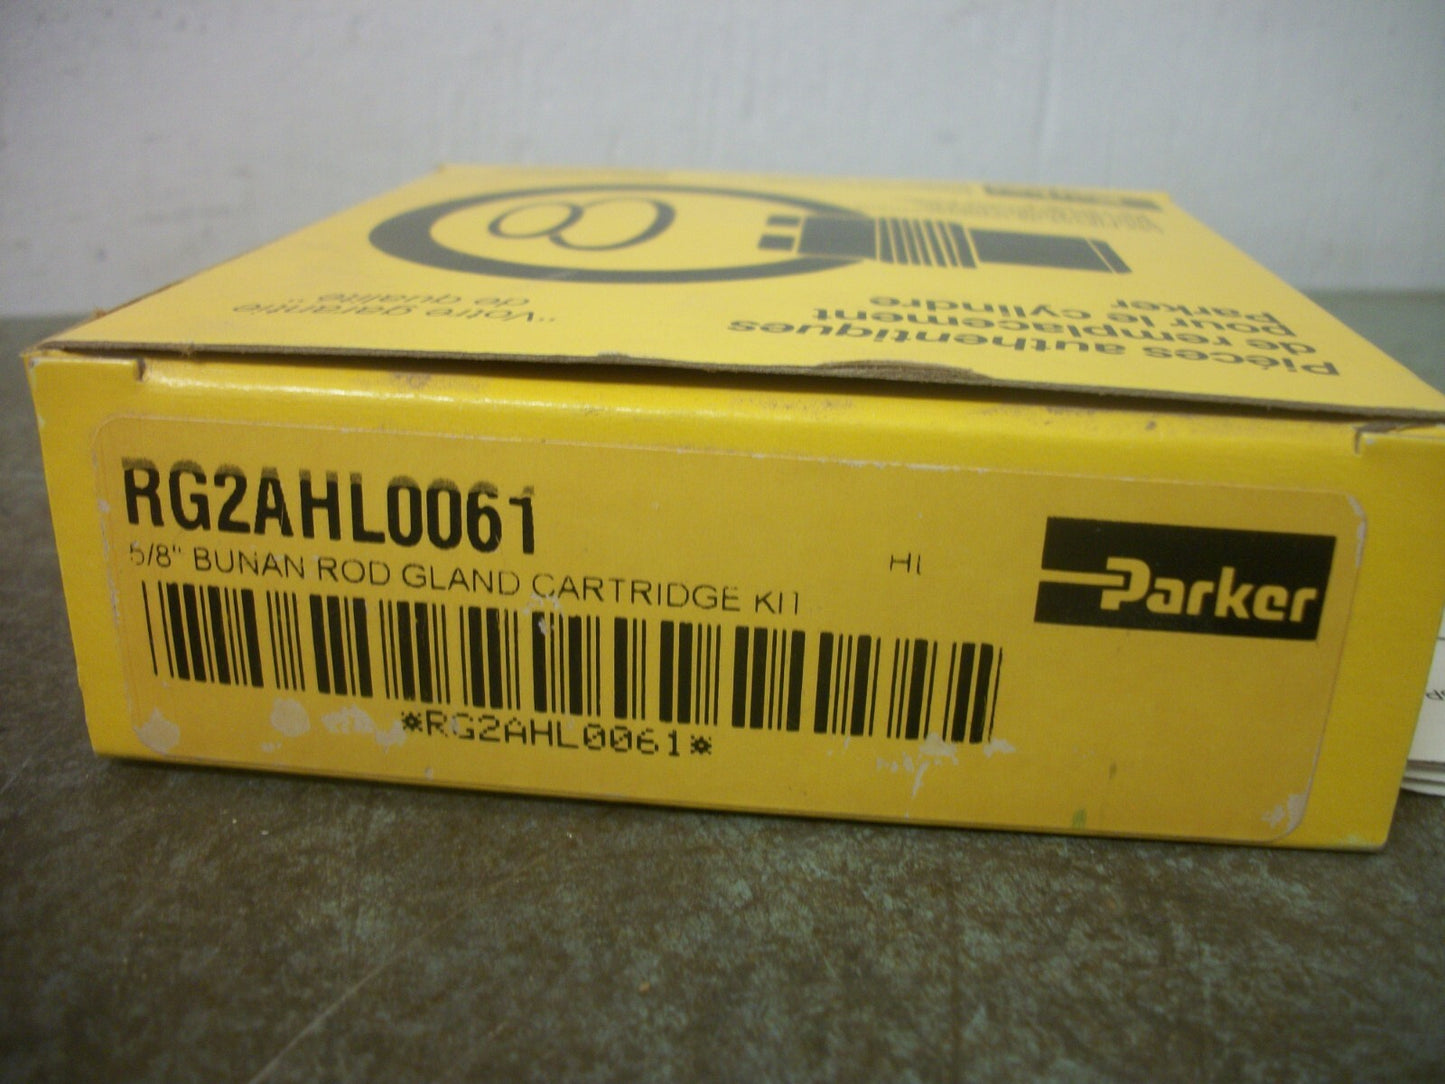 "Votre garantie
de qualité"
Pièces authentiques
de remplacement
pour le cylindre
Parker
RG2AHL0061
5/8" BUNAN ROD GLAND CARTRIDGE KIT
HL
Parker
*RG2AHL0061*